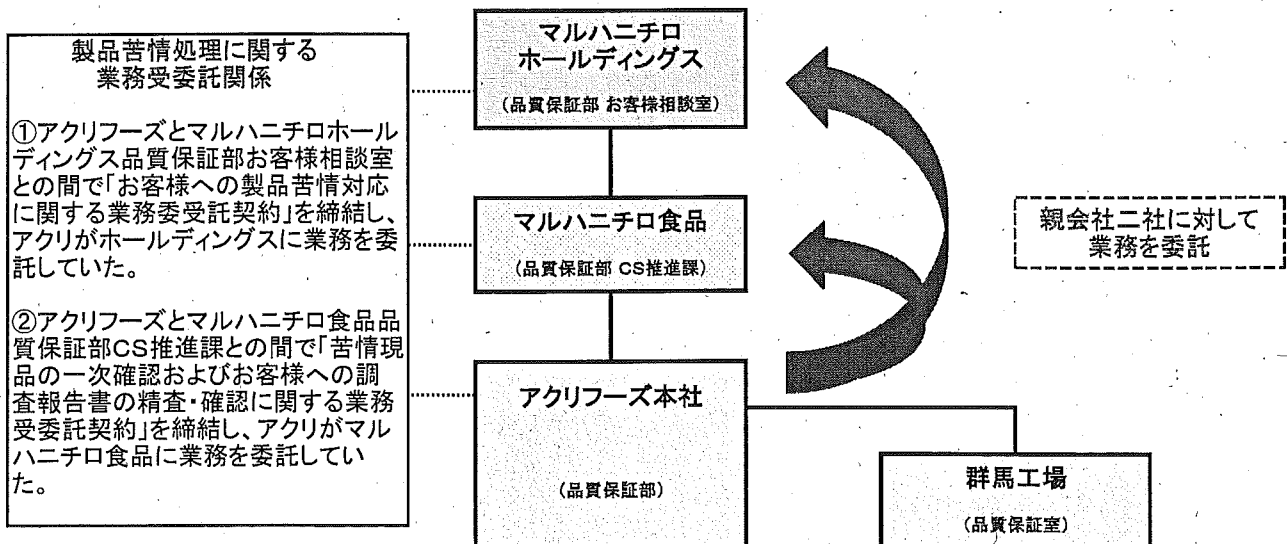 製品苦情処理に関する
業務受委託関係
①アクリフーズとマルハニチロホール
ディングス品質保証部お客様相談室
との間で「お客様への製品苦情対応
に関する業務委受託契約」を締結し、
アクリがホールディングスに業務を委
託していた。
②アクリフーズとマルハニチロ食品品
質保証部CS推進課との間で「苦情現
品の一次確認およびお客様への調
査報告書の精査・確認に関する業務
受委託契約」を締結し、アクリがマル
ハニチロ食品に業務を委託してい
た。
マルハニチロ
ホールディングス
(品質保証部 お客様相談室)
マルハニチロ食品
(品質保証部 CS推進課)
アクリフーズ本社
(品質保証部)
群馬工場
(品質保証室)
親会社二社に対して
業務を委託